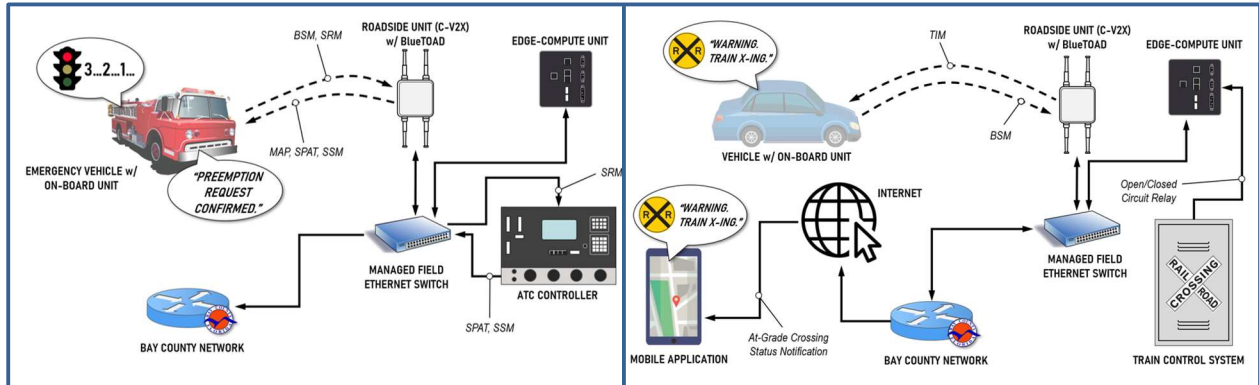 BSM, SRM
ROADSIDE UNIT (C-V2X)
w/ BlueTOAD
EDGE-COMPUTE UNIT
3...2...1...
MAP, SPAT, SSM
EMERGENCY VEHICLE w/
ON-BOARD UNIT
"PREEMPTION
REQUEST
CONFIRMED."
SRM
MANAGED FIELD
ETHERNET SWITCH
ATC CONTROLLER
SPAT, SSM
BAY COUNTY NETWORK
R R
"WARNING.
TRAIN X-ING."
TIM
ROADSIDE UNIT (C-V2X)
w/ BlueTOAD
EDGE-COMPUTE UNIT
BSM
VEHICLE w/ ON-BOARD UNIT
INTERNET
Open/Closed
Circuit Relay
R R
"WARNING.
TRAIN X-ING."
MANAGED FIELD
ETHERNET SWITCH
RAIL ROAD
CROSSING
At-Grade Crossing
Status Notification
MOBILE APPLICATION
BAY COUNTY NETWORK
TRAIN CONTROL SYSTEM